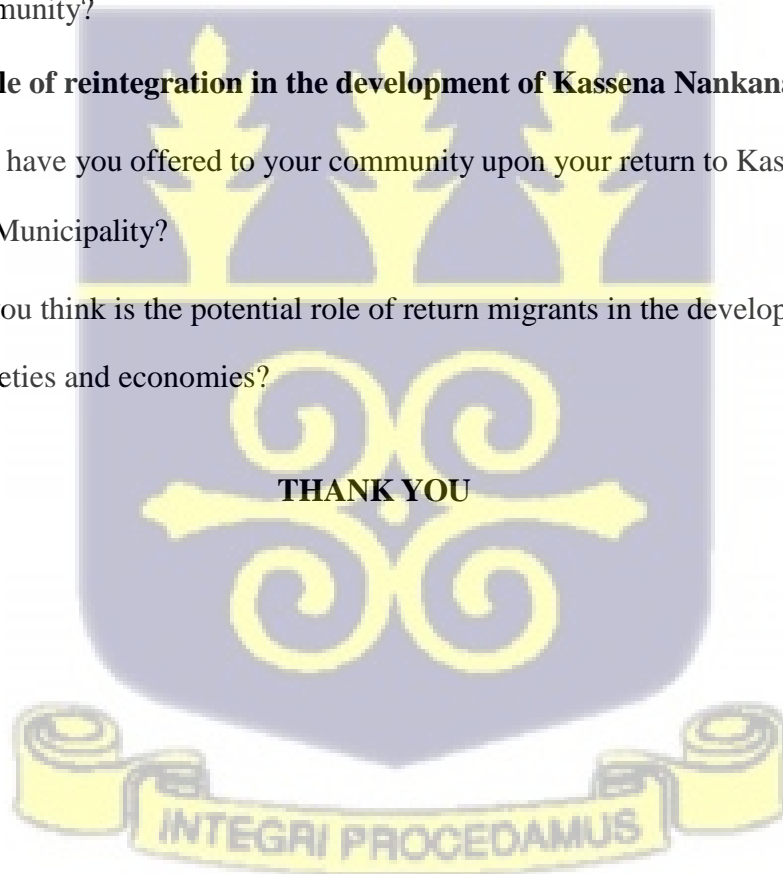 munity?
le of reintegration in the development of Kassena Nankana
have you offered to your community upon your return to Kas
Municipality?
ou think is the potential role of return migrants in the develop
eties and economies?
THANK YOU
INTEGRI PROCEDAMUS